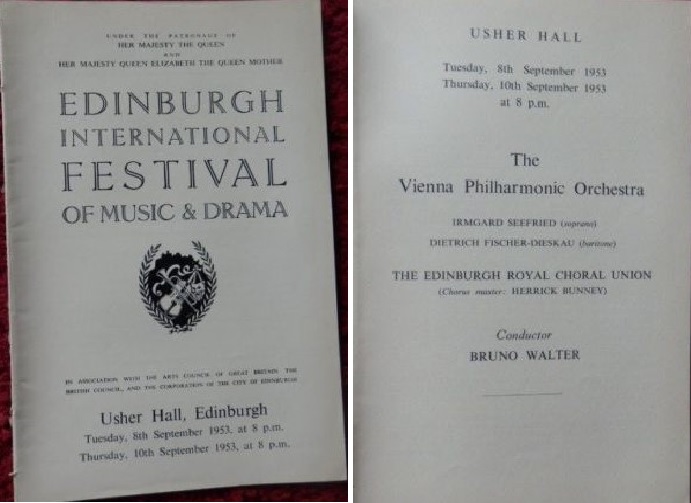 UNDER THE PATRONAGE OF
HER MAJESTY THE QUEEN
AND
HER MAJESTY QUEEN ELIZABETH THE QUEEN MOTHER
EDINBURGH
INTERNATIONAL
FESTIVAL
OF MUSIC & DRAMA
IN ASSOCIATION WITH THE ARTS COUNCIL OF GREAT BRITAIN, THE
BRITISH COUNCIL, AND THE CORPORATION OF THE CITY OF EDINBURGH
Usher Hall, Edinburgh
Tuesday, 8th September 1953, at 8 p.m.
Thursday, 10th September 1953, at 8 p.m.
USHER HALL
Tuesday, 8th September 1953
Thursday, 10th September 1953
at 8 p.m.
The
Vienna Philharmonic Orchestra
IRMGARD SEEFRIED (soprano)
DIETRICH FISCHER-DIESKAU (baritone)
THE EDINBURGH ROYAL CHORAL UNION
(Chorus master: HERRICK BUNNEY)
Conductor
BRUNO WALTER